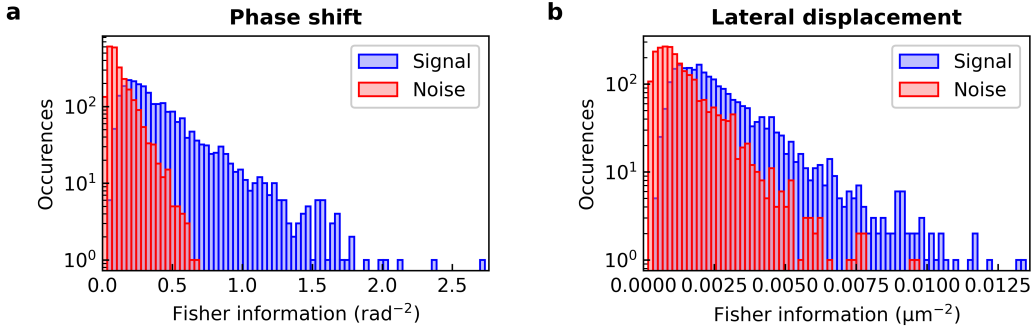 a
Phase shift
Occurences
10²
10¹
10⁰
Signal
Noise
0.0 0.5 1.0 1.5 2.0 2.5
Fisher information (rad⁻²)
b
Lateral displacement
Occurences
10²
10¹
10⁰
Signal
Noise
0.0000 0.0025 0.0050 0.0075 0.0100 0.0125
Fisher information (µm⁻²)